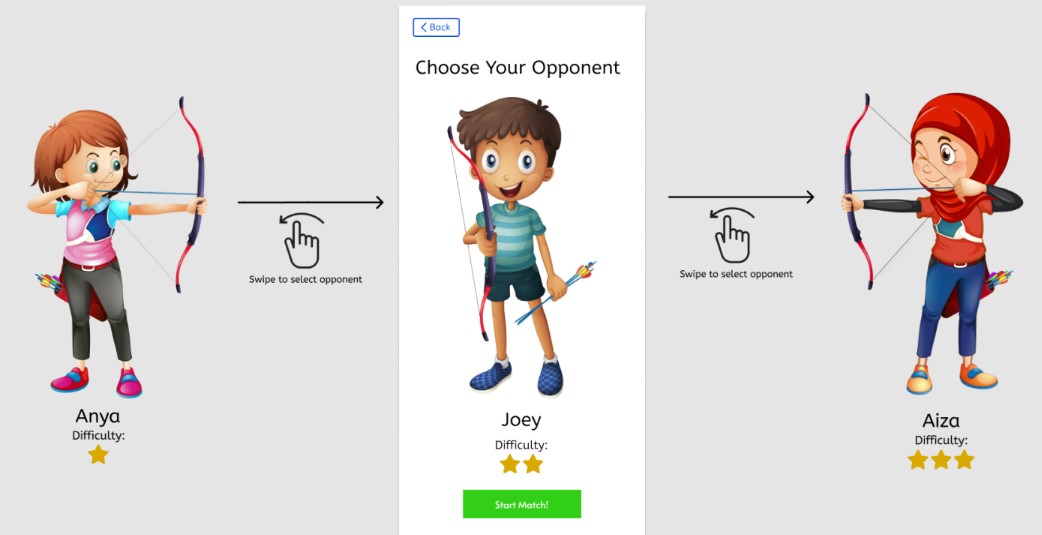 Back
Choose Your Opponent
Swipe to select opponent
Swipe to select opponent
Anya
Difficulty:
Joey
Difficulty:
Aiza
Difficulty:
Start Match!